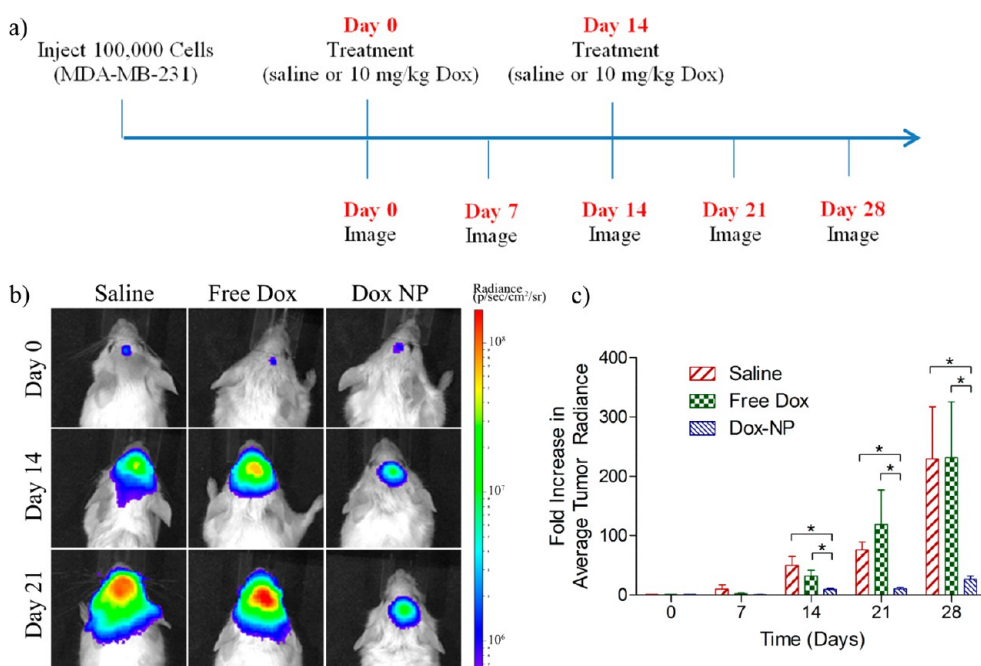 a)
Inject 100,000 Cells
(MDA-MB-231)
Day 0
Treatment
(saline or 10 mg/kg Dox)
Day 14
Treatment
(saline or 10 mg/kg Dox)
Day 0
Image
Day 7
Image
Day 14
Image
Day 21
Image
Day 28
Image
b)
Saline
Free Dox
Dox NP
Radiance
(p/sec/cm²/sr)
Day 0
Day 14
Day 21
10⁸
10⁷
10⁶
c)
Fold Increase in
Average Tumor Radiance
400
300
200
100
0
Saline
Free Dox
Dox-NP
*
*
*
*
*
*
0
7
14
21
28
Time (Days)